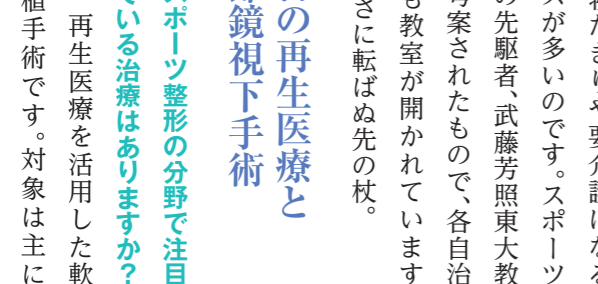 要介護になる
スが多いのです。スポーツ
の先駆者、武藤芳照東大教
考案されたもので、各自治
も教室が開かれています
さに転ばぬ先の杖。
の再生医療と
鏡視下手術
スポーツ整形の分野で注目
ている治療はありますか?
再生医療を活用した軟
植手術です。対象は主に